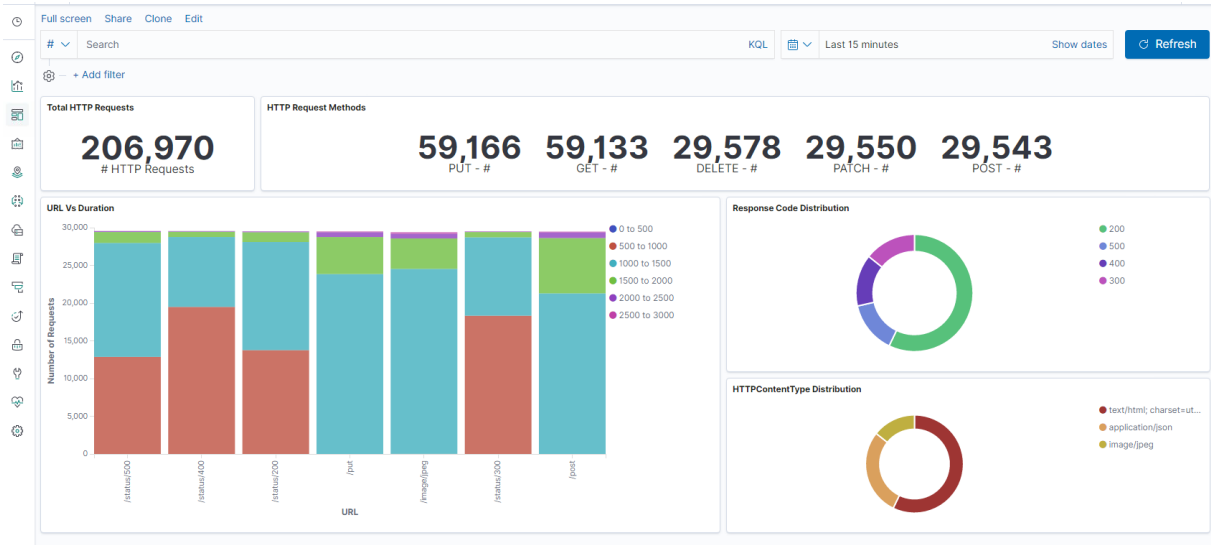 Full screen Share Clone Edit
# Search KQL Last 15 minutes Show dates Refresh
+ Add filter
Total HTTP Requests
206,970
# HTTP Requests
HTTP Request Methods
59,166 59,133 29,578 29,550 29,543
PUT - # GET - # DELETE - # PATCH - # POST - #
URL Vs Duration
Number of Requests
30,000
25,000
20,000
15,000
10,000
5,000
0
/status/500 /status/400 /status/200 /put /image/jpeg /status/300 /post
URL
0 to 500
500 to 1000
1000 to 1500
1500 to 2000
2000 to 2500
2500 to 3000
Response Code Distribution
200
500
400
300
HTTPContentType Distribution
text/html; charset=ut...
application/json
image/jpeg